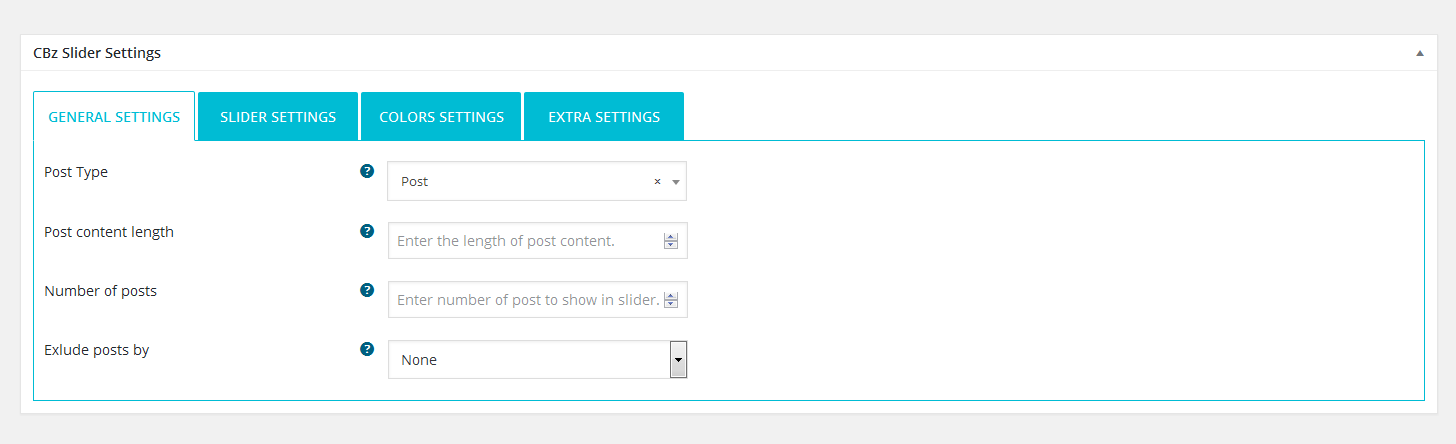 CBz Slider Settings
GENERAL SETTINGS SLIDER SETTINGS COLORS SETTINGS EXTRA SETTINGS
Post Type ? Post ×
Post content length ? Enter the length of post content.
Number of posts ? Enter number of post to show in slider.
Exlude posts by ? None